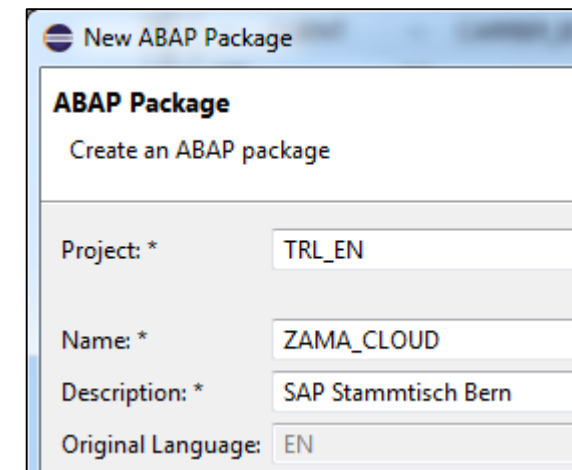 New ABAP Package
ABAP Package
Create an ABAP package
Project: * TRL_EN
Name: * ZAMA_CLOUD
Description: * SAP Stammtisch Bern
Original Language: EN